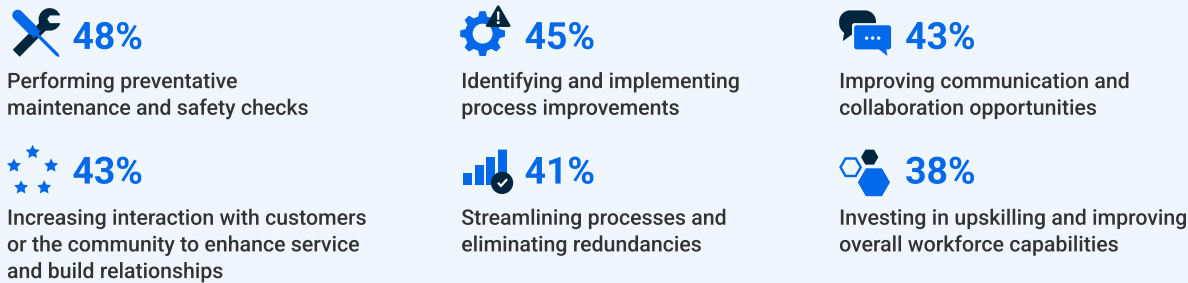 48%
Performing preventative
maintenance and safety checks
45%
Identifying and implementing
process improvements
43%
Improving communication and
collaboration opportunities
43%
Increasing interaction with customers
or the community to enhance service
and build relationships
41%
Streamlining processes and
eliminating redundancies
38%
Investing in upskilling and improving
overall workforce capabilities